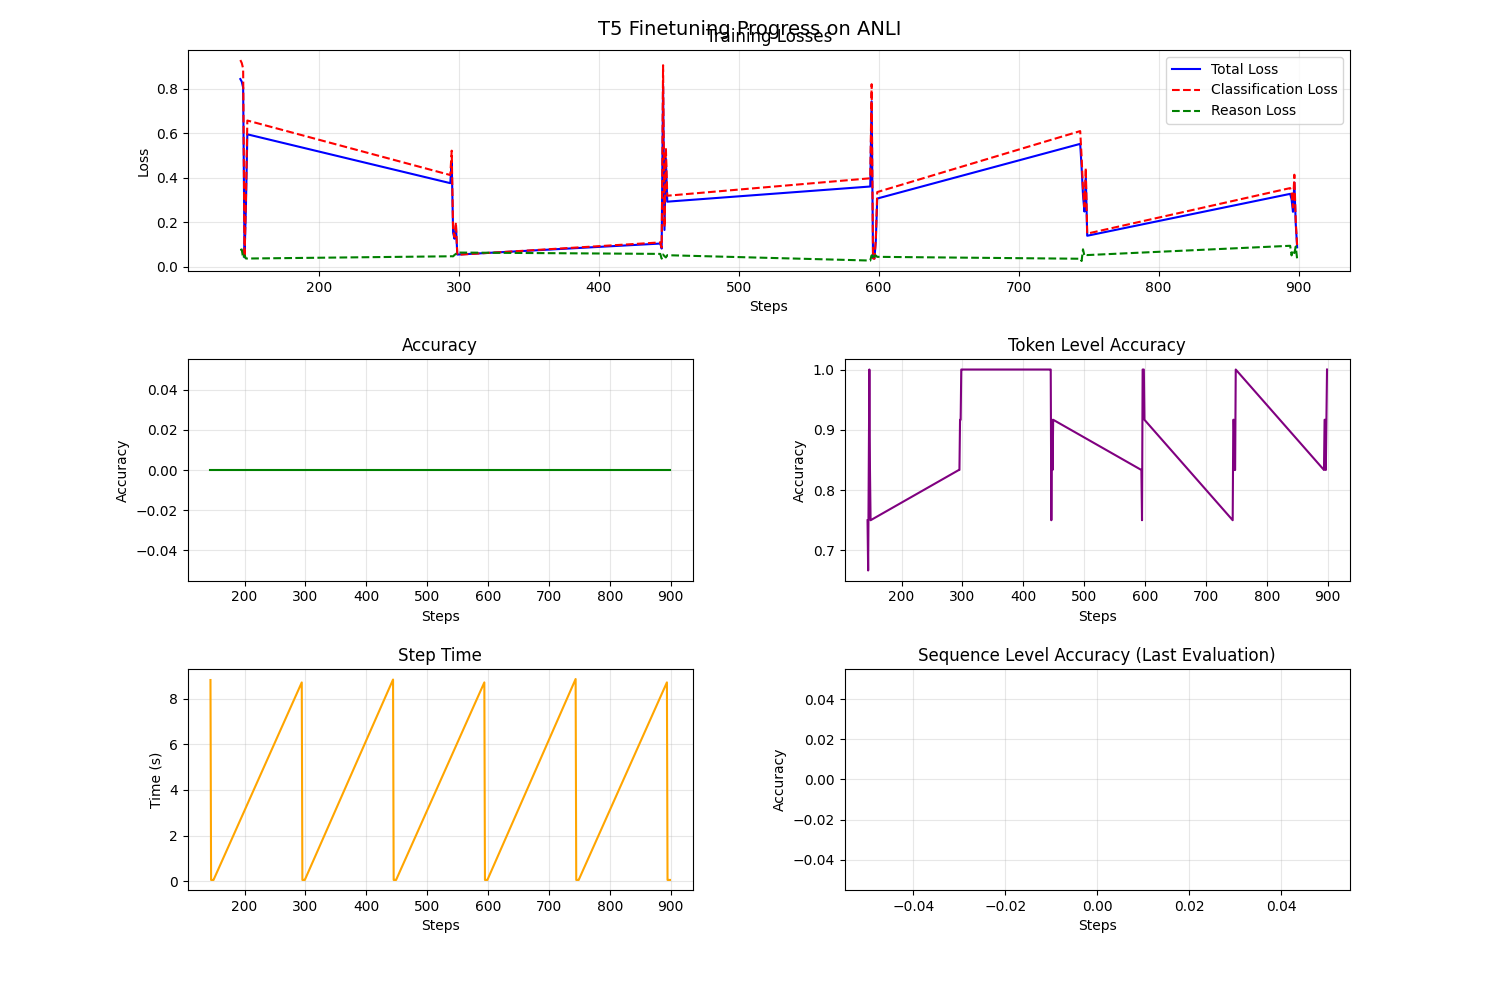 T5 Finetuning Progress on ANLI
Training Losses
Total Loss
Classification Loss
Reason Loss
Loss
0.8
0.6
0.4
0.2
0.0
200 300 400 500 600 700 800 900
Steps
Accuracy
Accuracy
0.04
0.02
0.00
−0.02
−0.04
200 300 400 500 600 700 800 900
Steps
Token Level Accuracy
Accuracy
1.0
0.9
0.8
0.7
200 300 400 500 600 700 800 900
Steps
Step Time
Time (s)
8
6
4
2
0
200 300 400 500 600 700 800 900
Steps
Sequence Level Accuracy (Last Evaluation)
Accuracy
0.04
0.02
0.00
−0.02
−0.04
−0.04 −0.02 0.00 0.02 0.04
Steps